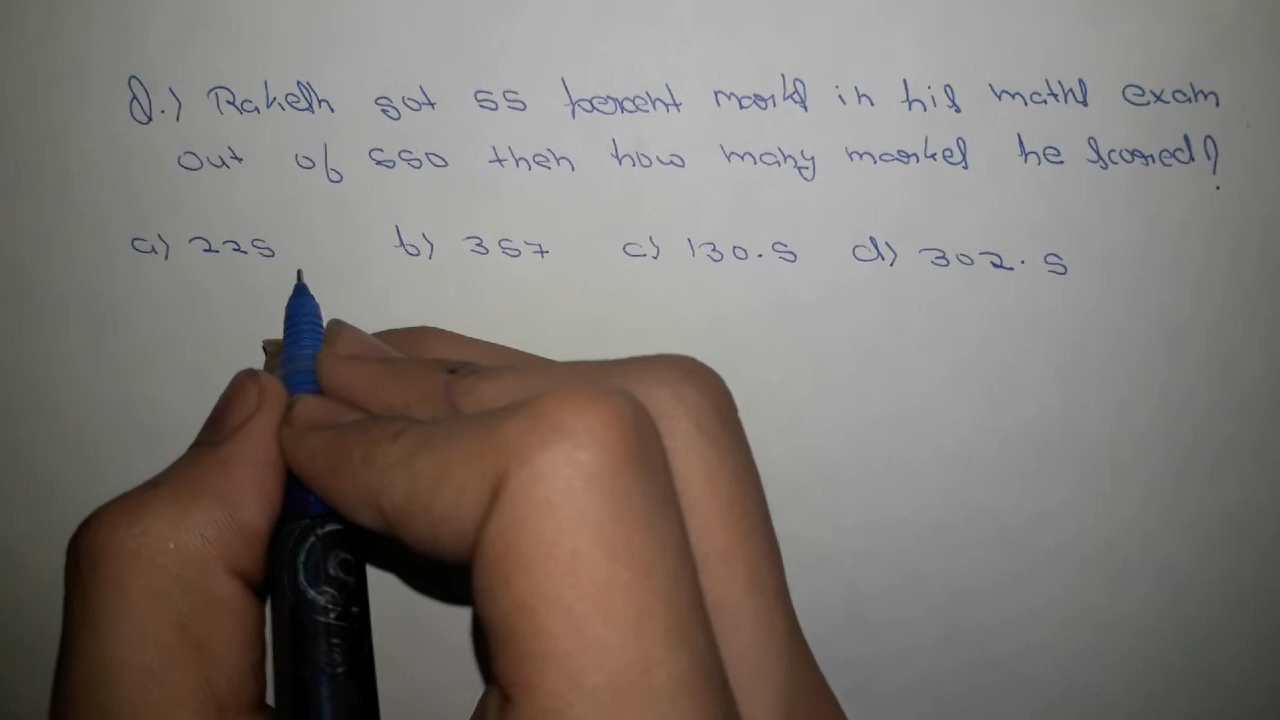 Q.) Rakesh got 55 percent marks in his maths exam
out of 550 then how many markes he scored?
a) 225 b) 357 c) 130.5 d) 302.5